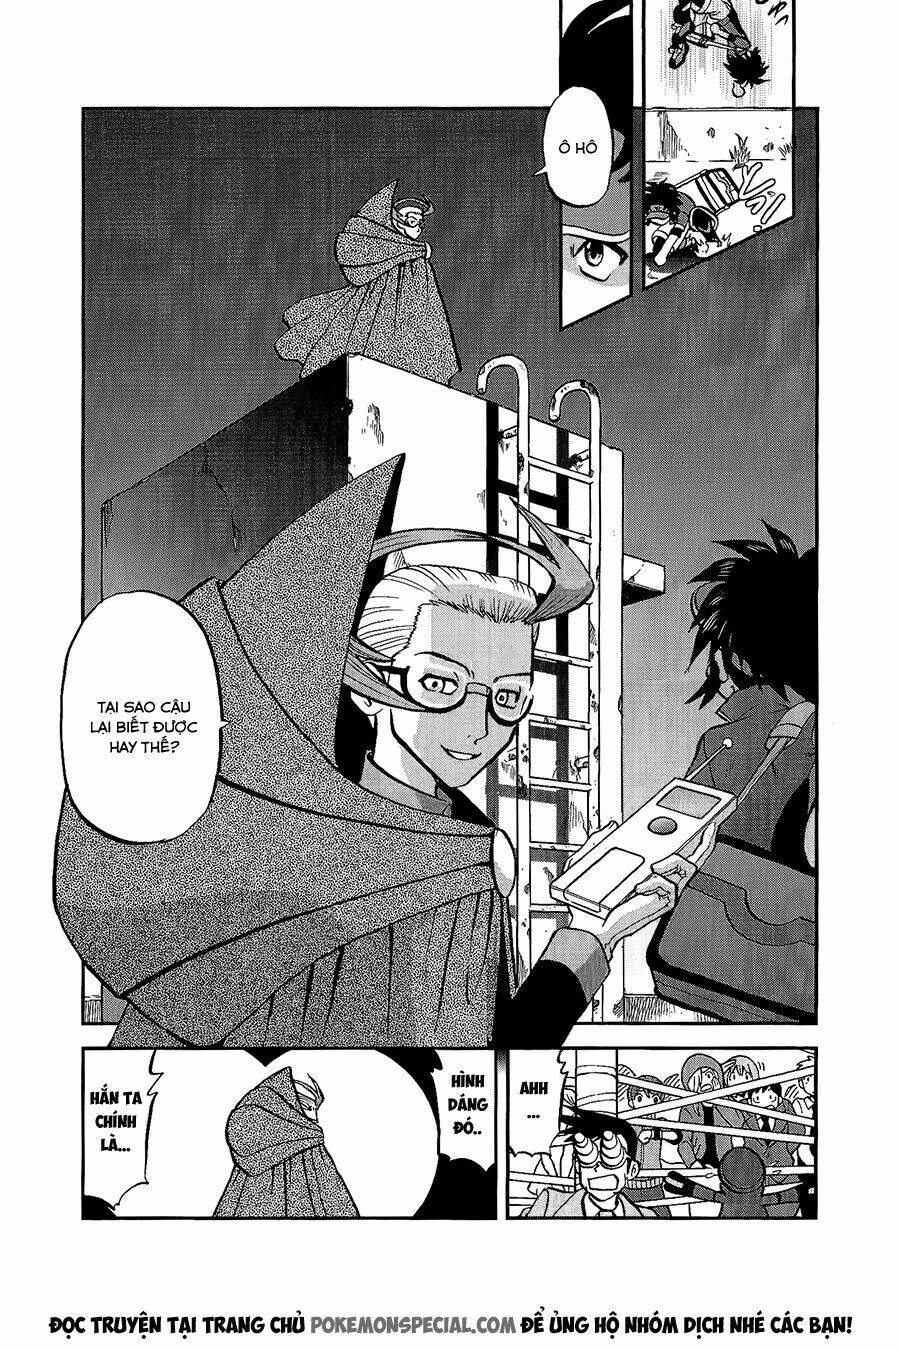 Ô HÔ
TẠI SAO CẬU
LẠI BIẾT ĐƯỢC
HAY THẾ?
AHH
...
HÌNH
DÁNG
ĐÓ..
HẮN TA
CHÍNH
LÀ...
ĐỌC TRUYỆN TẠI TRANG CHỦ POKEMONSPECIAL.COM ĐỂ ỦNG HỘ NHÓM DỊCH NHÉ CÁC BẠN!